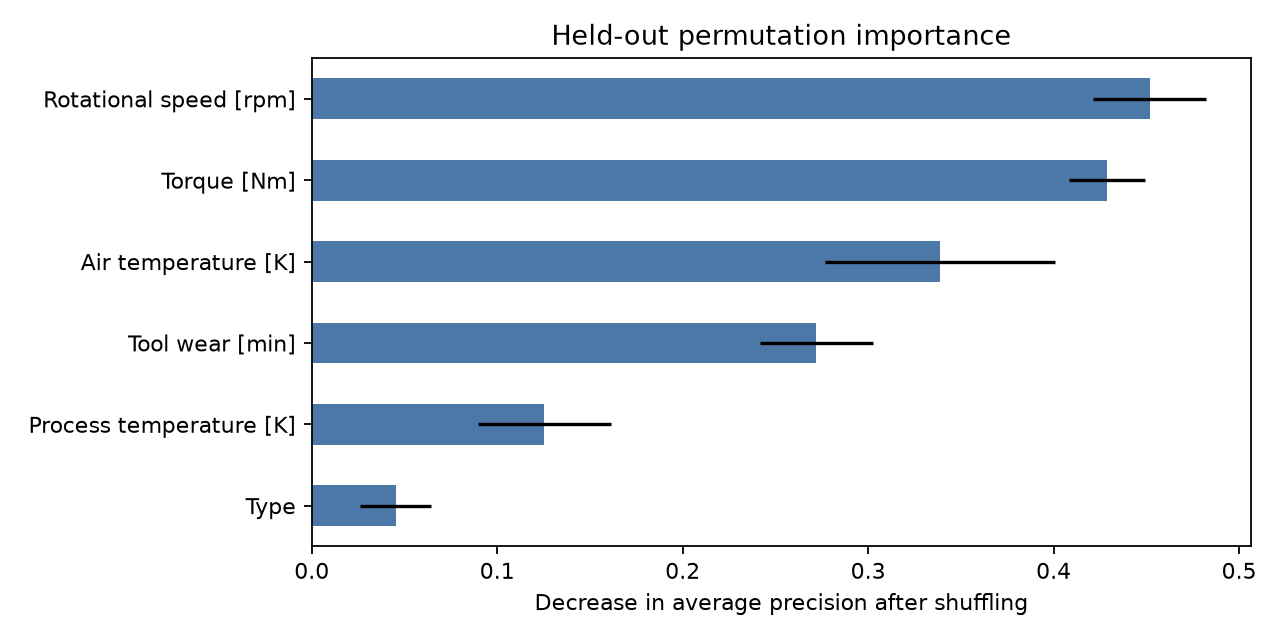 Held-out permutation importance
Rotational speed [rpm]
Torque [Nm]
Air temperature [K]
Tool wear [min]
Process temperature [K]
Type
0.0 0.1 0.2 0.3 0.4 0.5
Decrease in average precision after shuffling